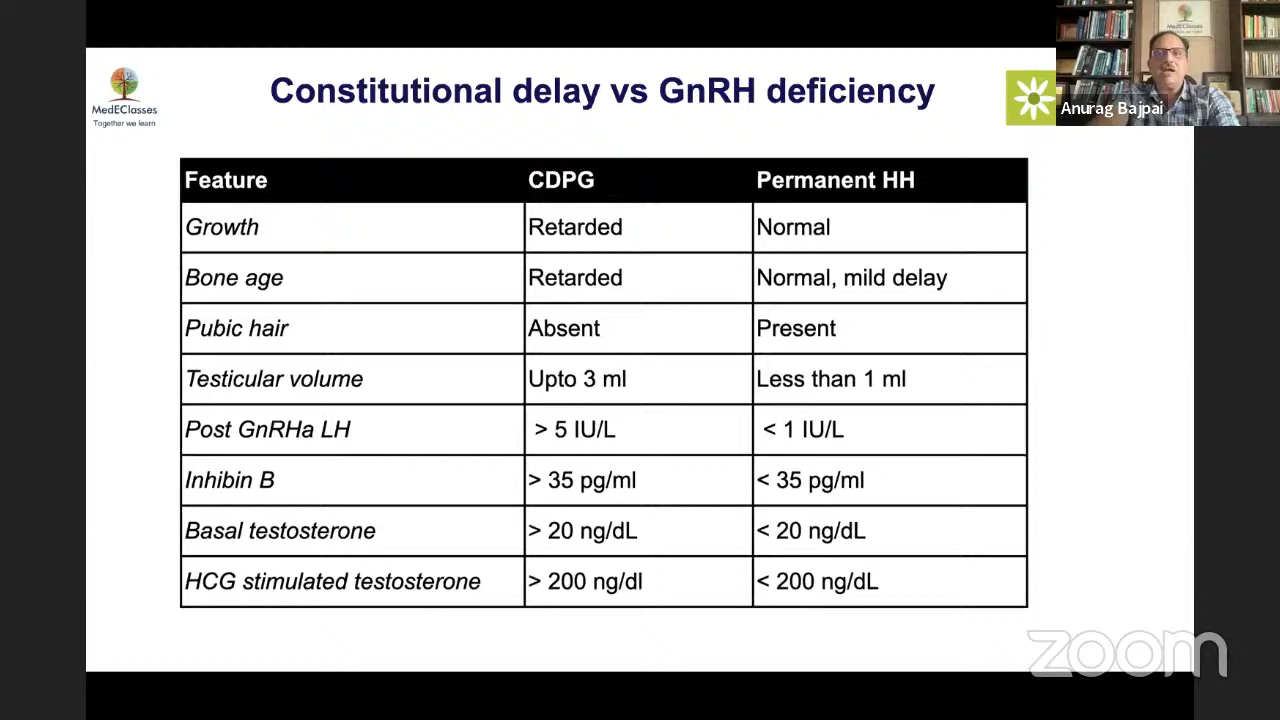 MedEClasses
Together we learn
Constitutional delay vs GnRH deficiency
MedEClasses
Anurag Bajpai
Feature CDPG Permanent HH
Growth Retarded Normal
Bone age Retarded Normal, mild delay
Pubic hair Absent Present
Testicular volume Upto 3 ml Less than 1 ml
Post GnRHa LH > 5 IU/L < 1 IU/L
Inhibin B > 35 pg/ml < 35 pg/ml
Basal testosterone > 20 ng/dL < 20 ng/dL
HCG stimulated testosterone > 200 ng/dl < 200 ng/dL
zoom